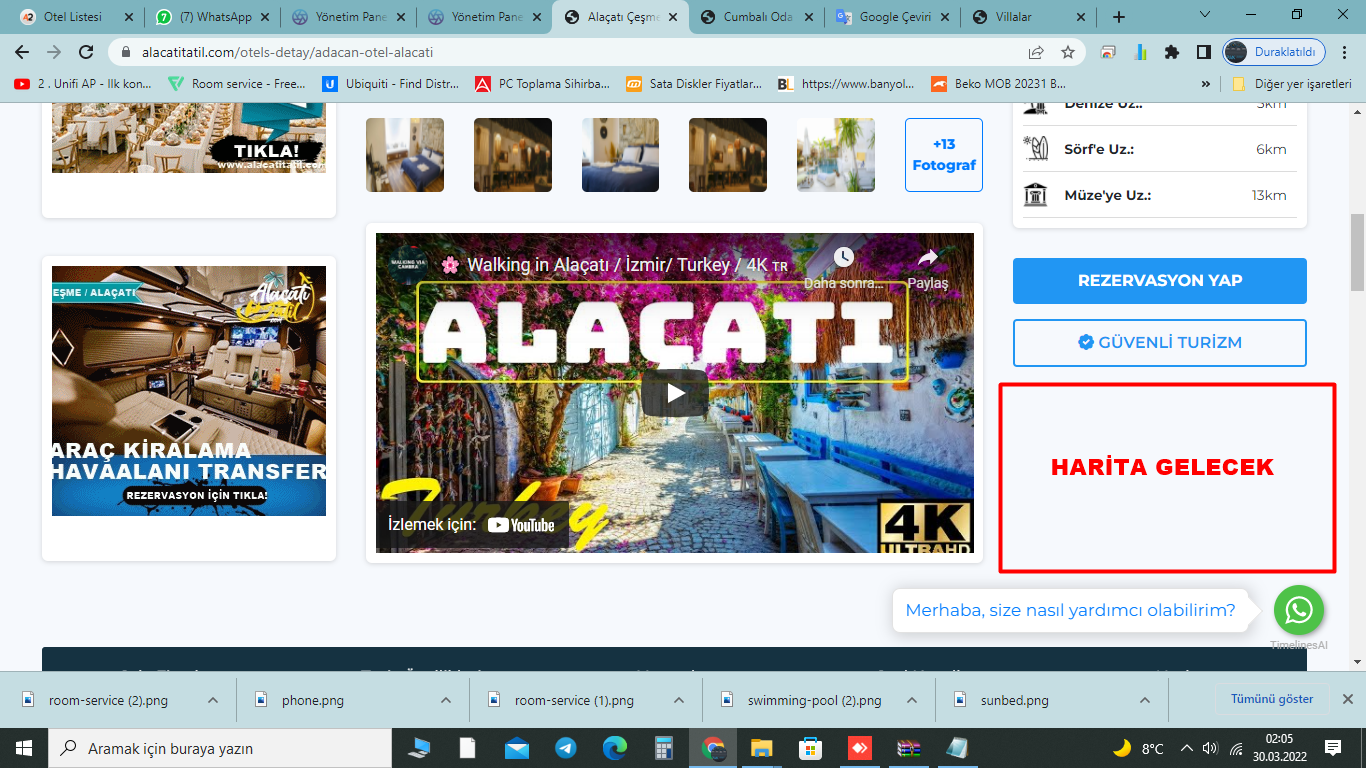 Otel Listesi
(7) WhatsApp
Yönetim Pane
Yönetim Pane
Alaçatı Çeşme
Cumbalı Oda
Google Çeviri
Villalar
alacatitatil.com/otels-detay/adacan-otel-alacati
Duraklatıldı
2 . Unifi AP - Ilk kon...
Room service - Free...
Ubiquiti - Find Distr...
PC Toplama Sihirba...
Sata Diskler Fiyatlar...
https://www.banyol...
Beko MOB 20231 B...
»
Diğer yer işaretleri
TIKLA!
www.alacatitatil.com
+13
Fotograf
Denize Uz.:
Sörf'e Uz.:
6km
Müze'ye Uz.:
13km
REZERVASYON YAP
GÜVENLİ TURİZM
HARİTA GELECEK
EŞME / ALAÇATI
Alaçatı
ARAÇ KİRALAMA
HAVAALANI TRANSFER
REZERVASYON İÇİN TIKLA!
WALKING VIA
CAMERA
Walking in Alaçatı / İzmir/ Turkey / 4K TR
Daha sonra...
Paylaş
ALAÇATI
Turkey
İzlemek için: YouTube
4K
ULTRAHD
Merhaba, size nasıl yardımcı olabilirim?
TimelinesAI
room-service (2).png
phone.png
room-service (1).png
swimming-pool (2).png
sunbed.png
Tümünü göster
Aramak için buraya yazın
8°C
02:05
30.03.2022